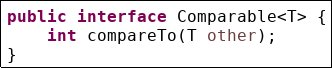 public interface Comparable<T> {
    int compareTo(T other);
}